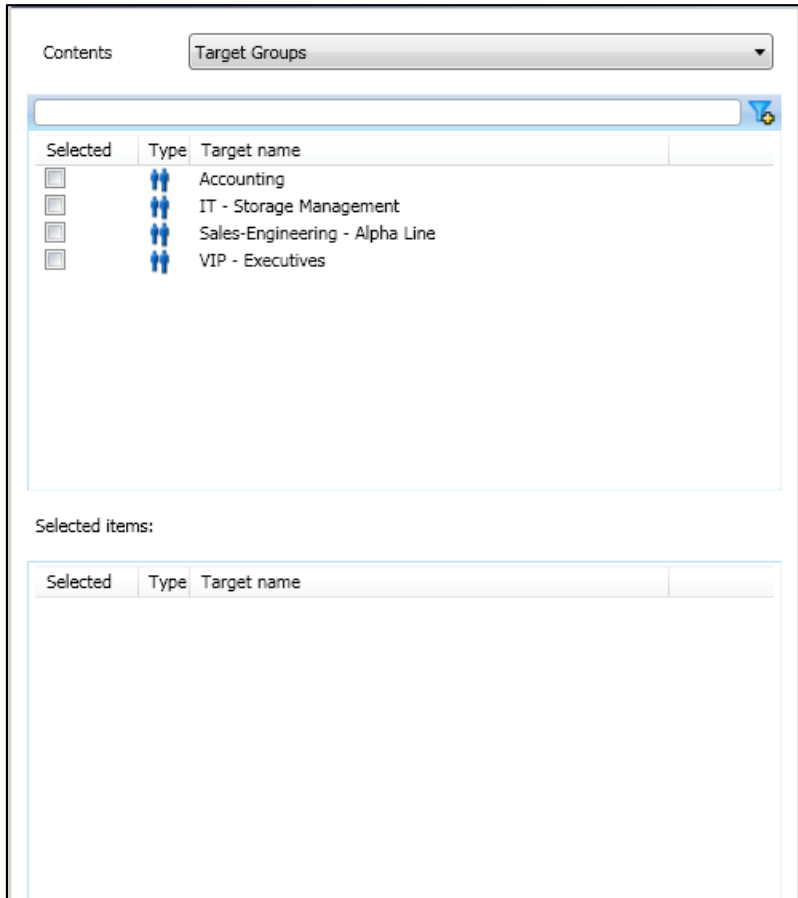 Contents Target Groups
Selected Type Target name
Accounting
IT - Storage Management
Sales-Engineering - Alpha Line
VIP - Executives
Selected items:
Selected Type Target name